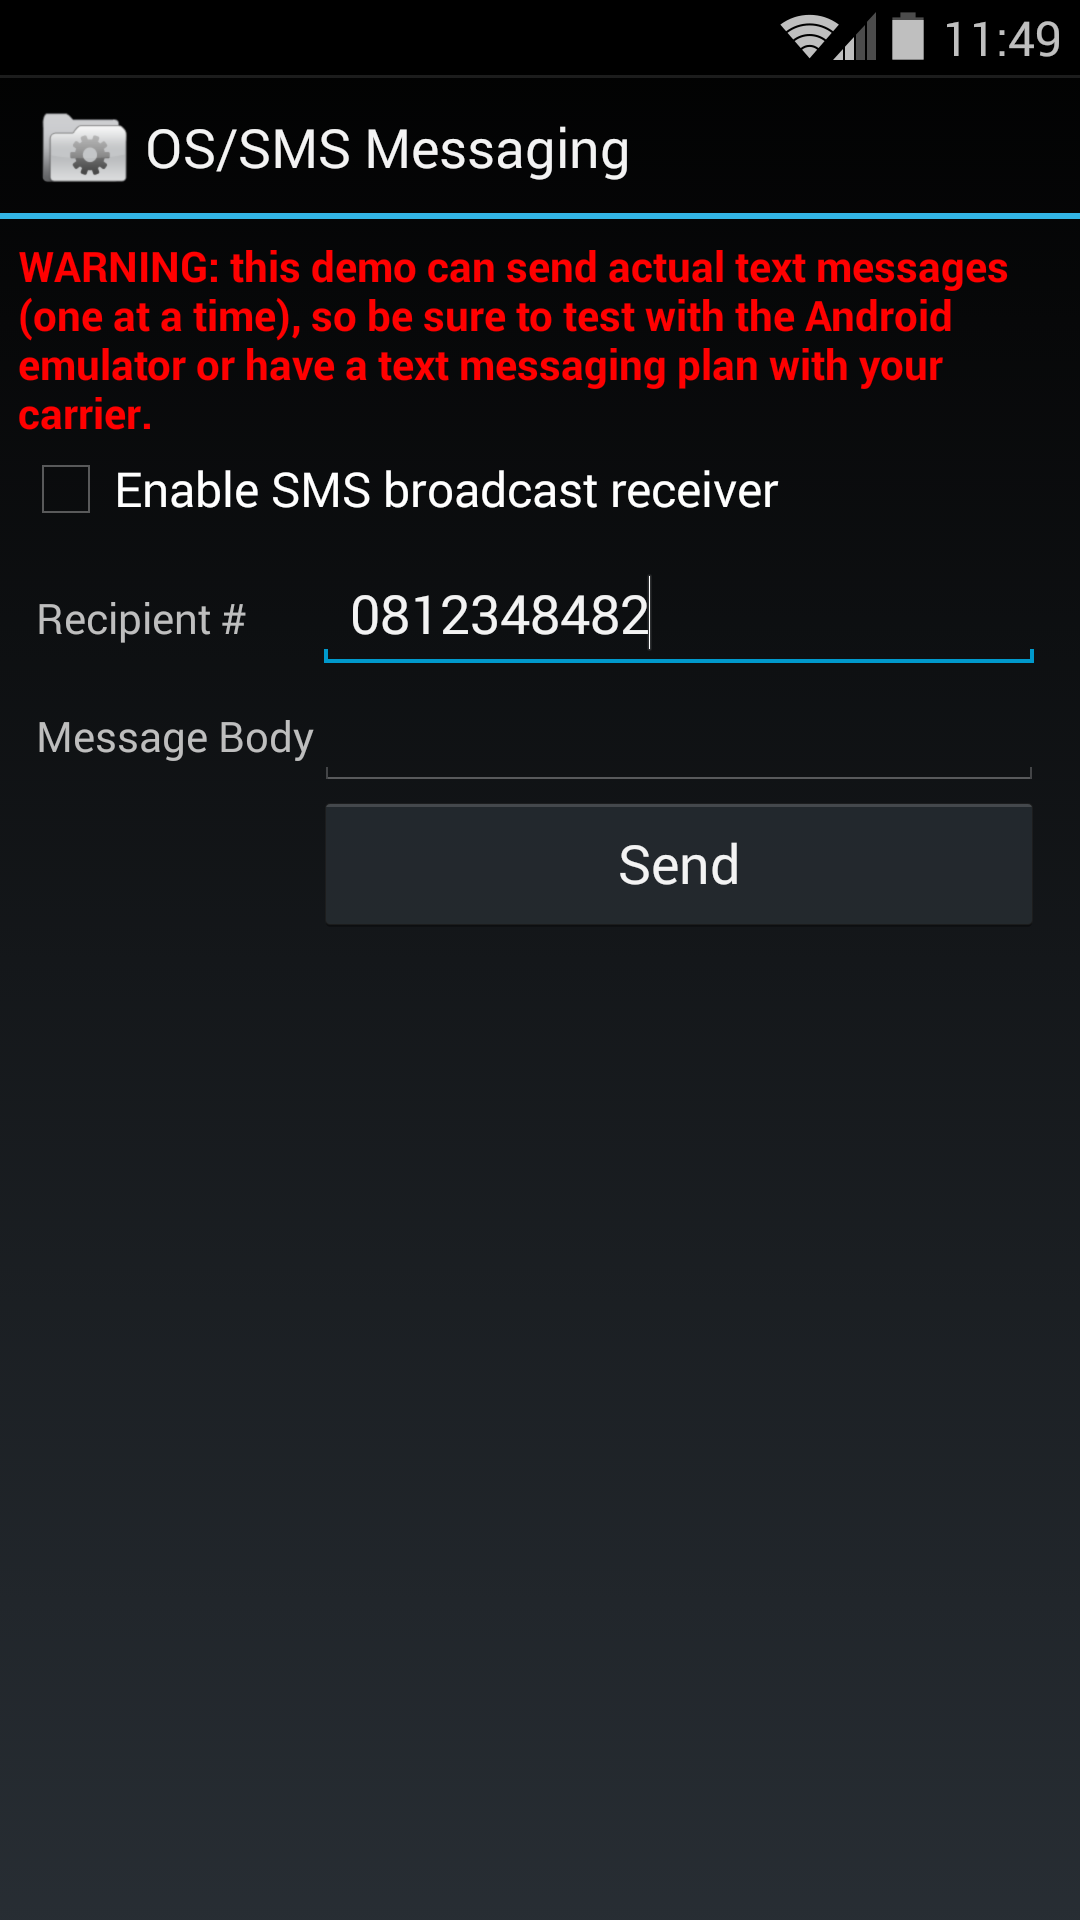 11:49
OS/SMS Messaging
WARNING: this demo can send actual text messages
(one at a time), so be sure to test with the Android
emulator or have a text messaging plan with your
carrier.
Enable SMS broadcast receiver
Recipient # 0812348482
Message Body
Send